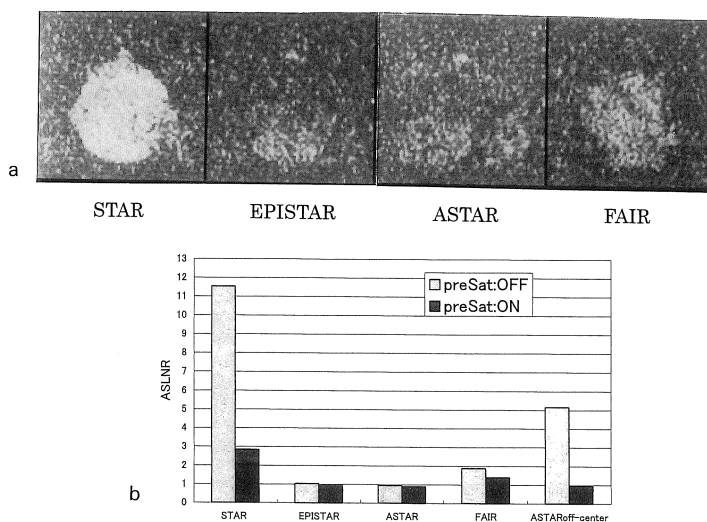 a
STAR EPISTAR ASTAR FAIR
b
ASLNR
13
12
11
10
9
8
7
6
5
4
3
2
1
0
preSat:OFF
preSat:ON
STAR EPISTAR ASTAR FAIR ASTARoff-center